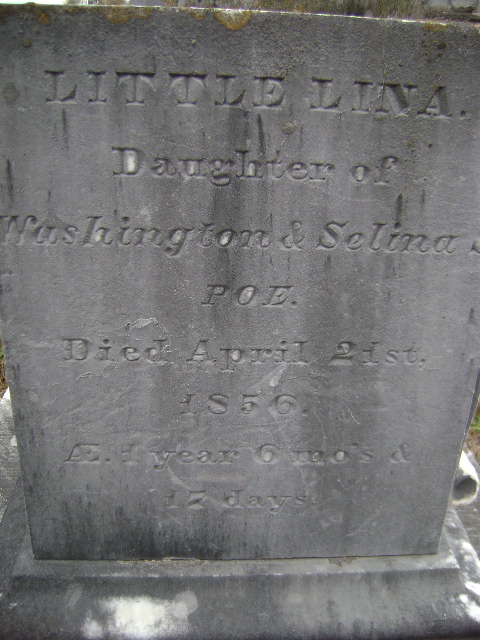 LITTLE LINA.
Daughter of
Washington & Selina S
POE.
Died April 21st,
1856.
Æ. 1 year 6 mo's &
17 days.